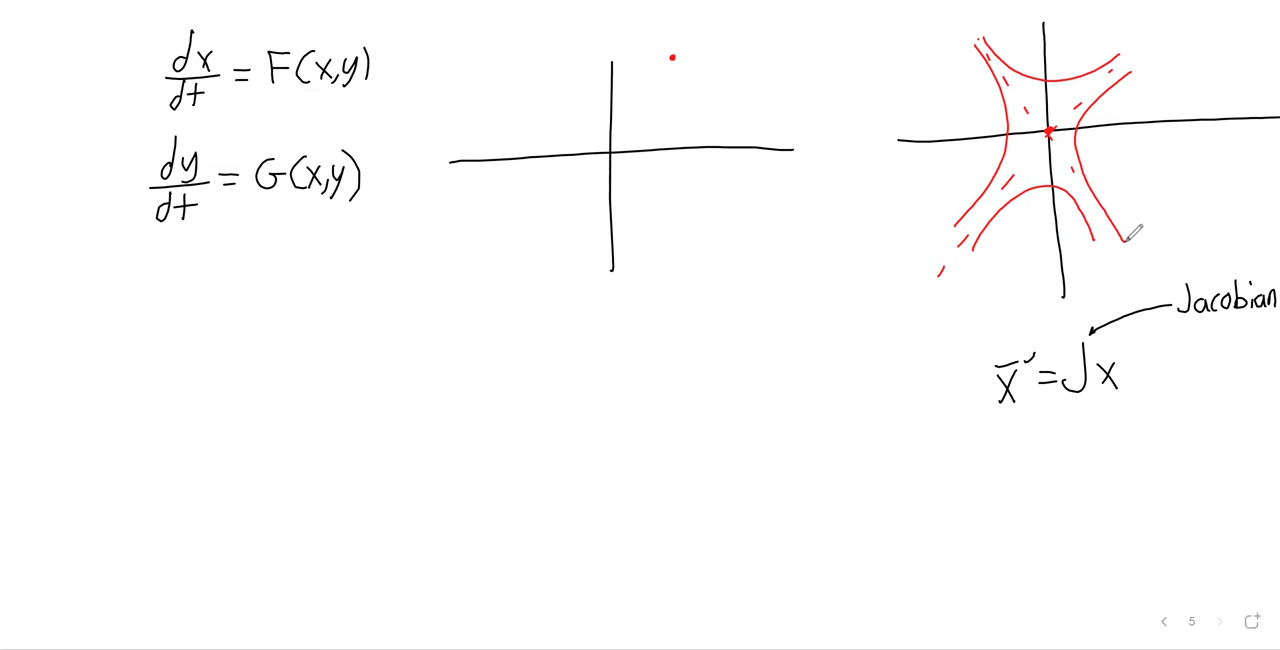 dx/dt = F(x,y)
dy/dt = G(x,y)
Jacobian
x̄' = Jx
5